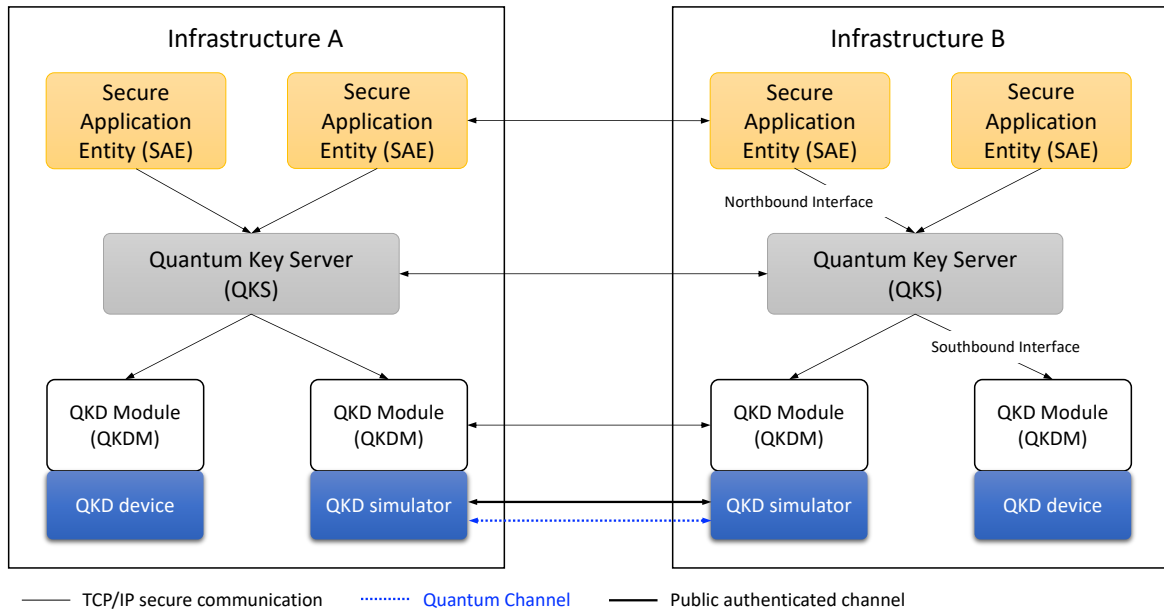 Infrastructure A
Infrastructure B
Secure
Application
Entity (SAE)
Secure
Application
Entity (SAE)
Secure
Application
Entity (SAE)
Secure
Application
Entity (SAE)
Northbound Interface
Quantum Key Server
(QKS)
Quantum Key Server
(QKS)
Southbound Interface
QKD Module
(QKDM)
QKD Module
(QKDM)
QKD Module
(QKDM)
QKD Module
(QKDM)
QKD device
QKD simulator
QKD simulator
QKD device
TCP/IP secure communication
Quantum Channel
Public authenticated channel